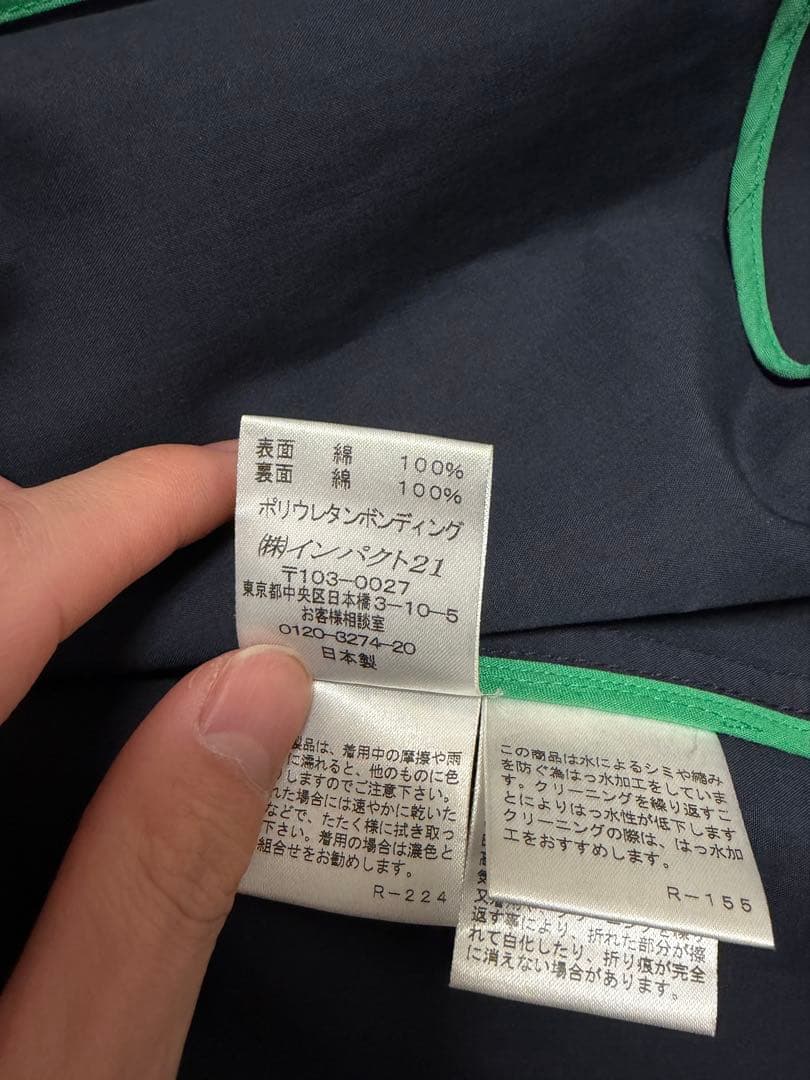 表面 綿 100%
裏面 綿 100%
ポリウレタンボンディング
㈱インパクト21
〒103-0027
東京都中央区日本橋3-10-5
お客様相談室
0120-3274-20
日本製
製品は、着用中の摩擦や雨
に濡れると、他のものに色
しますのでご注意下さい。
れた場合には速やかに乾いた
などで、たたく様に拭き取っ
下さい。着用の場合は濃色と
組合せをお勧めします。
R-224
この商品は水によるシミや縮み
を防ぐ為はっ水加工をしていま
す。クリーニングを繰り返すこ
とによりはっ水性が低下します
クリーニングの際は、はっ水加
工をおすすめします。
R-155
返す事により、折れた部分が擦
れて白化したり、折り痕が完全
に消えない場合があります。